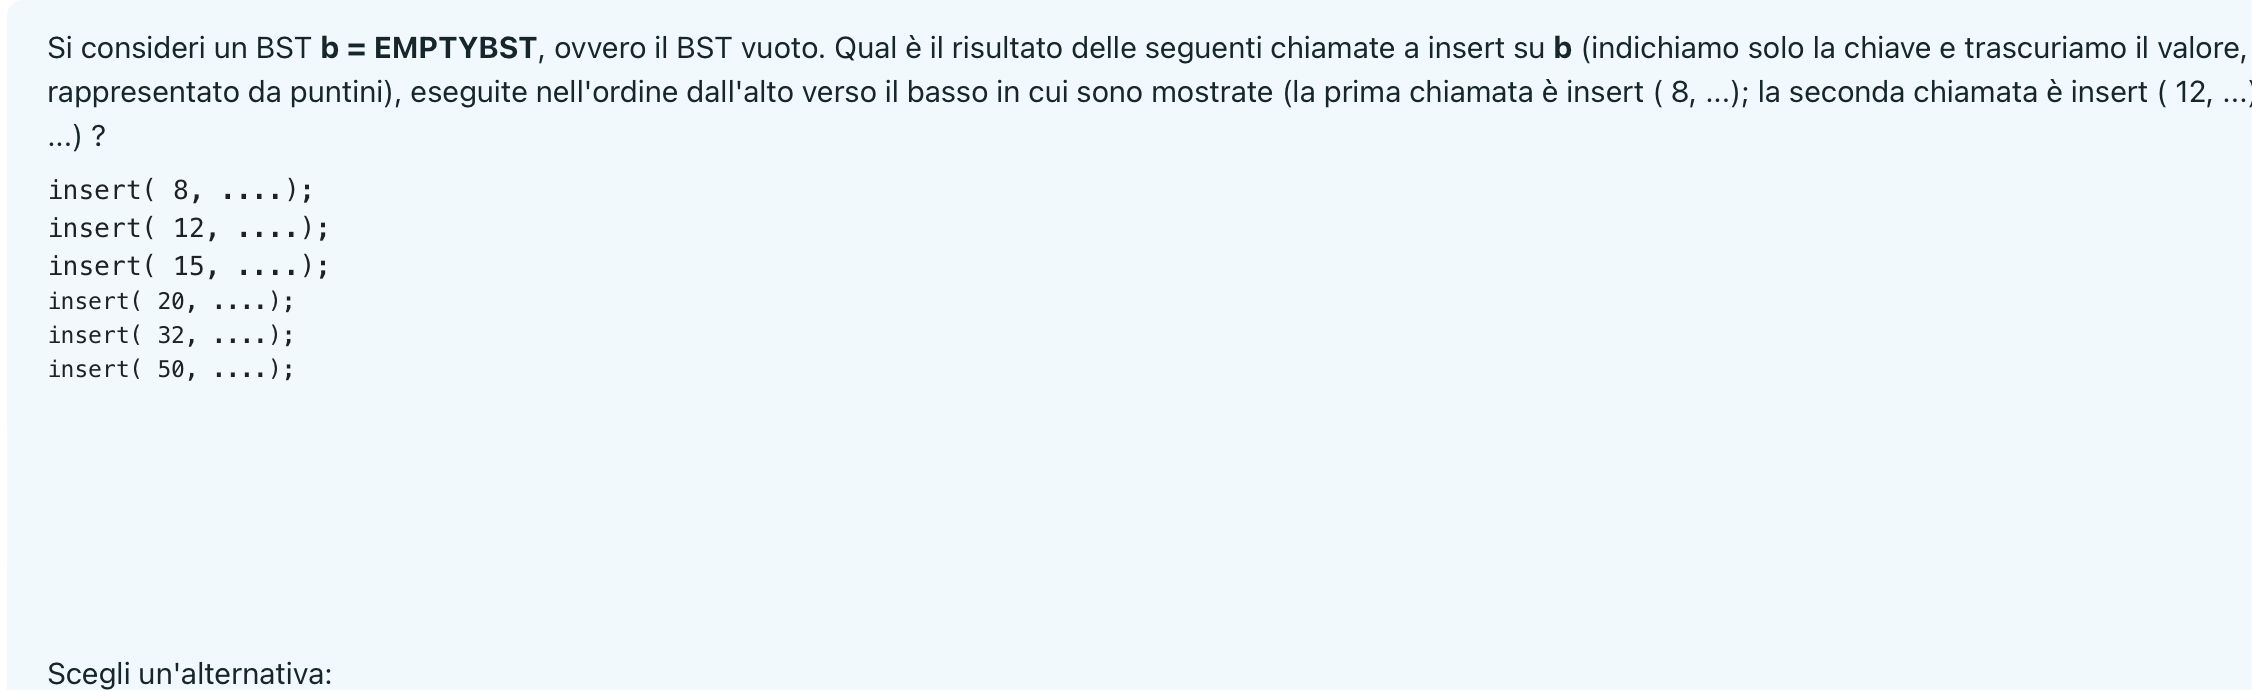 Si consideri un BST b = EMPTYBST, ovvero il BST vuoto. Qual è il risultato delle seguenti chiamate a insert su b (indichiamo solo la chiave e trascuriamo il valore,
rappresentato da puntini), eseguite nell'ordine dall'alto verso il basso in cui sono mostrate (la prima chiamata è insert ( 8, ...); la seconda chiamata è insert ( 12, ...)
...) ?
insert( 8, ....);
insert( 12, ....);
insert( 15, ....);
insert( 20, ....);
insert( 32, ....);
insert( 50, ....);
Scegli un'alternativa: